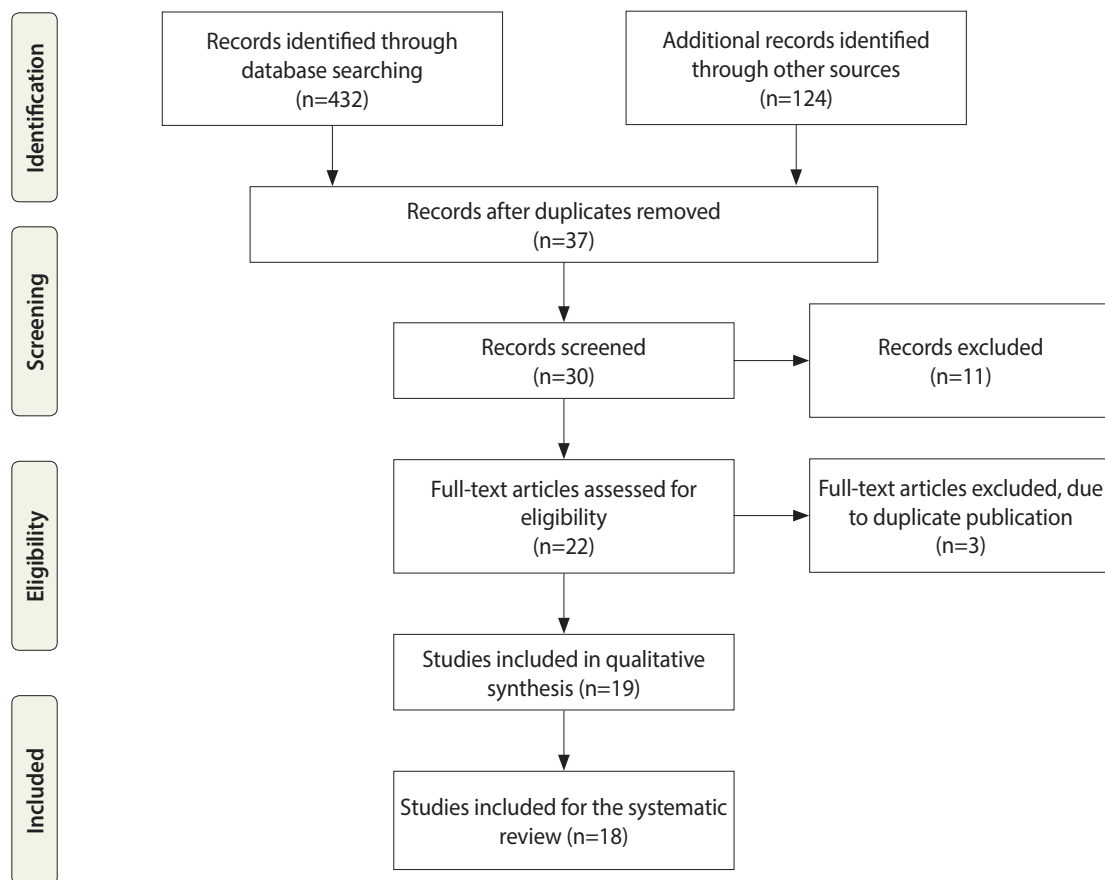 Identification
Records identified through
database searching
(n=432)
Additional records identified
through other sources
(n=124)
Records after duplicates removed
(n=37)
Screening
Records screened
(n=30)
Records excluded
(n=11)
Eligibility
Full-text articles assessed for
eligibility
(n=22)
Full-text articles excluded, due
to duplicate publication
(n=3)
Studies included in qualitative
synthesis (n=19)
Included
Studies included for the systematic
review (n=18)